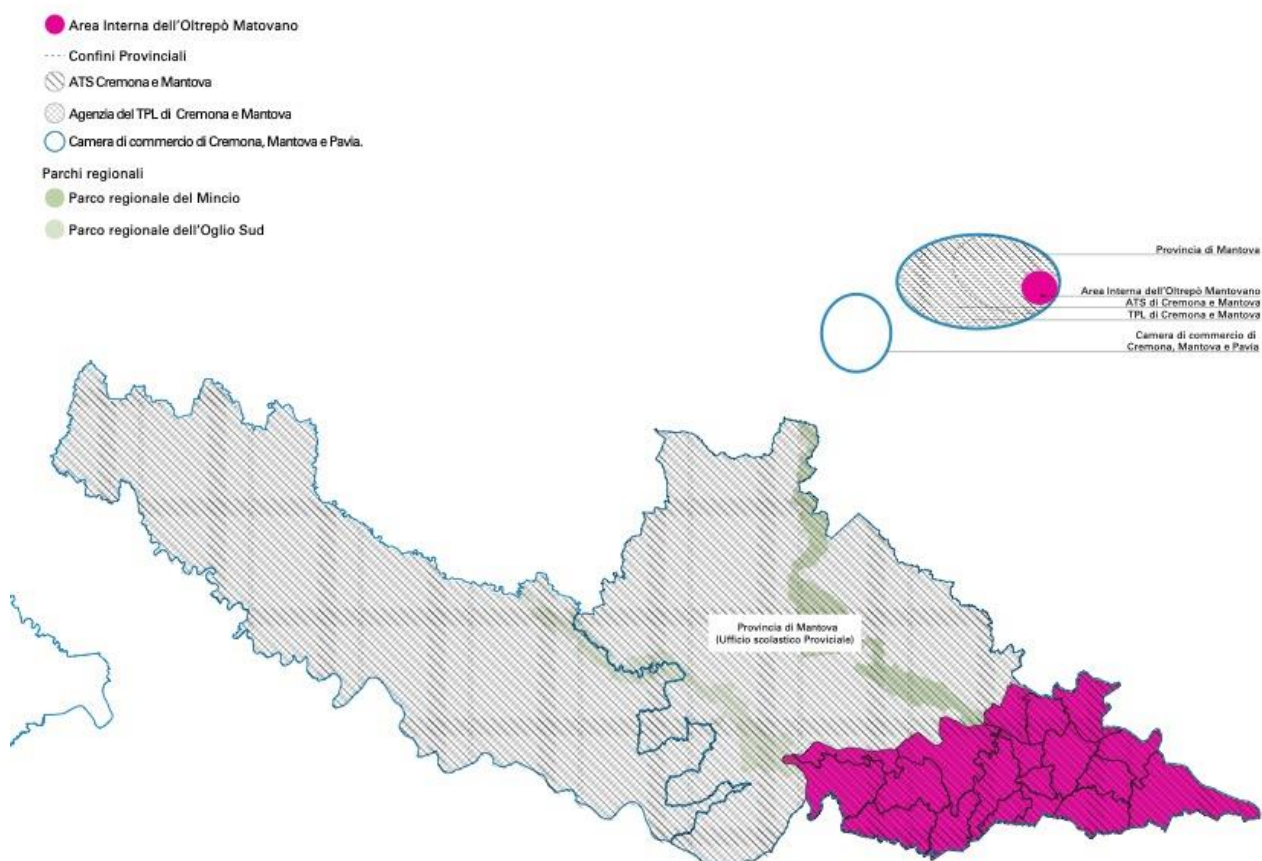 Area Interna dell'Oltrepò Matovano
Confini Provinciali
ATS Cremona e Mantova
Agenzia del TPL di Cremona e Mantova
Camera di commercio di Cremona, Mantova e Pavia.
Parchi regionali
Parco regionale del Mincio
Parco regionale dell'Oglio Sud
Provincia di Mantova
Area Interna dell'Oltrepò Mantovano
ATS di Cremona e Mantova
TPL di Cremona e Mantova
Camera di commercio di
Cremona, Mantova e Pavia
Provincia di Mantova
(Ufficio scolastico Proviciale)